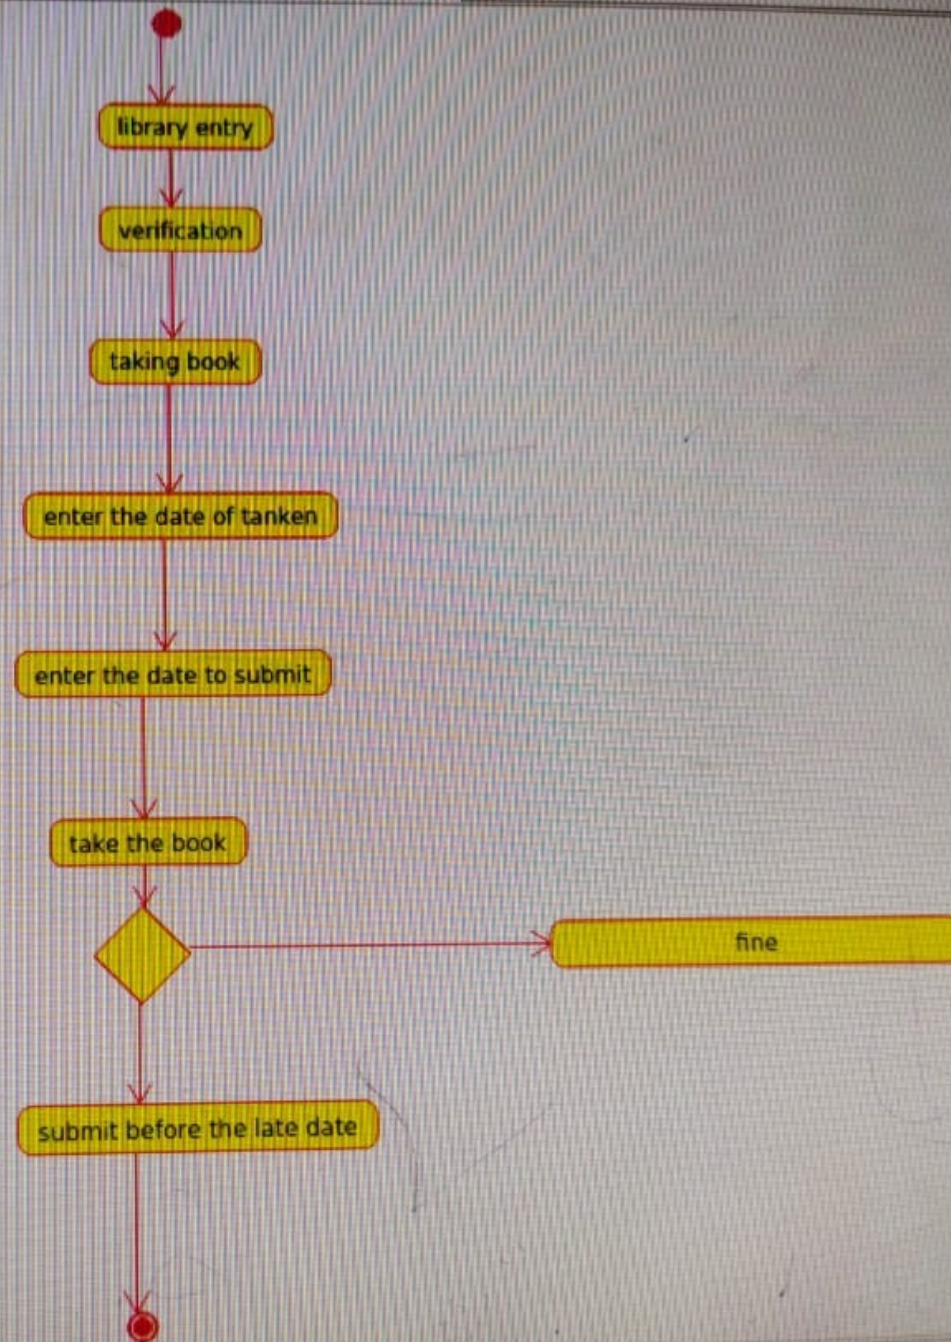 library entry
verification
taking book
enter the date of tanken
enter the date to submit
take the book
fine
submit before the late date